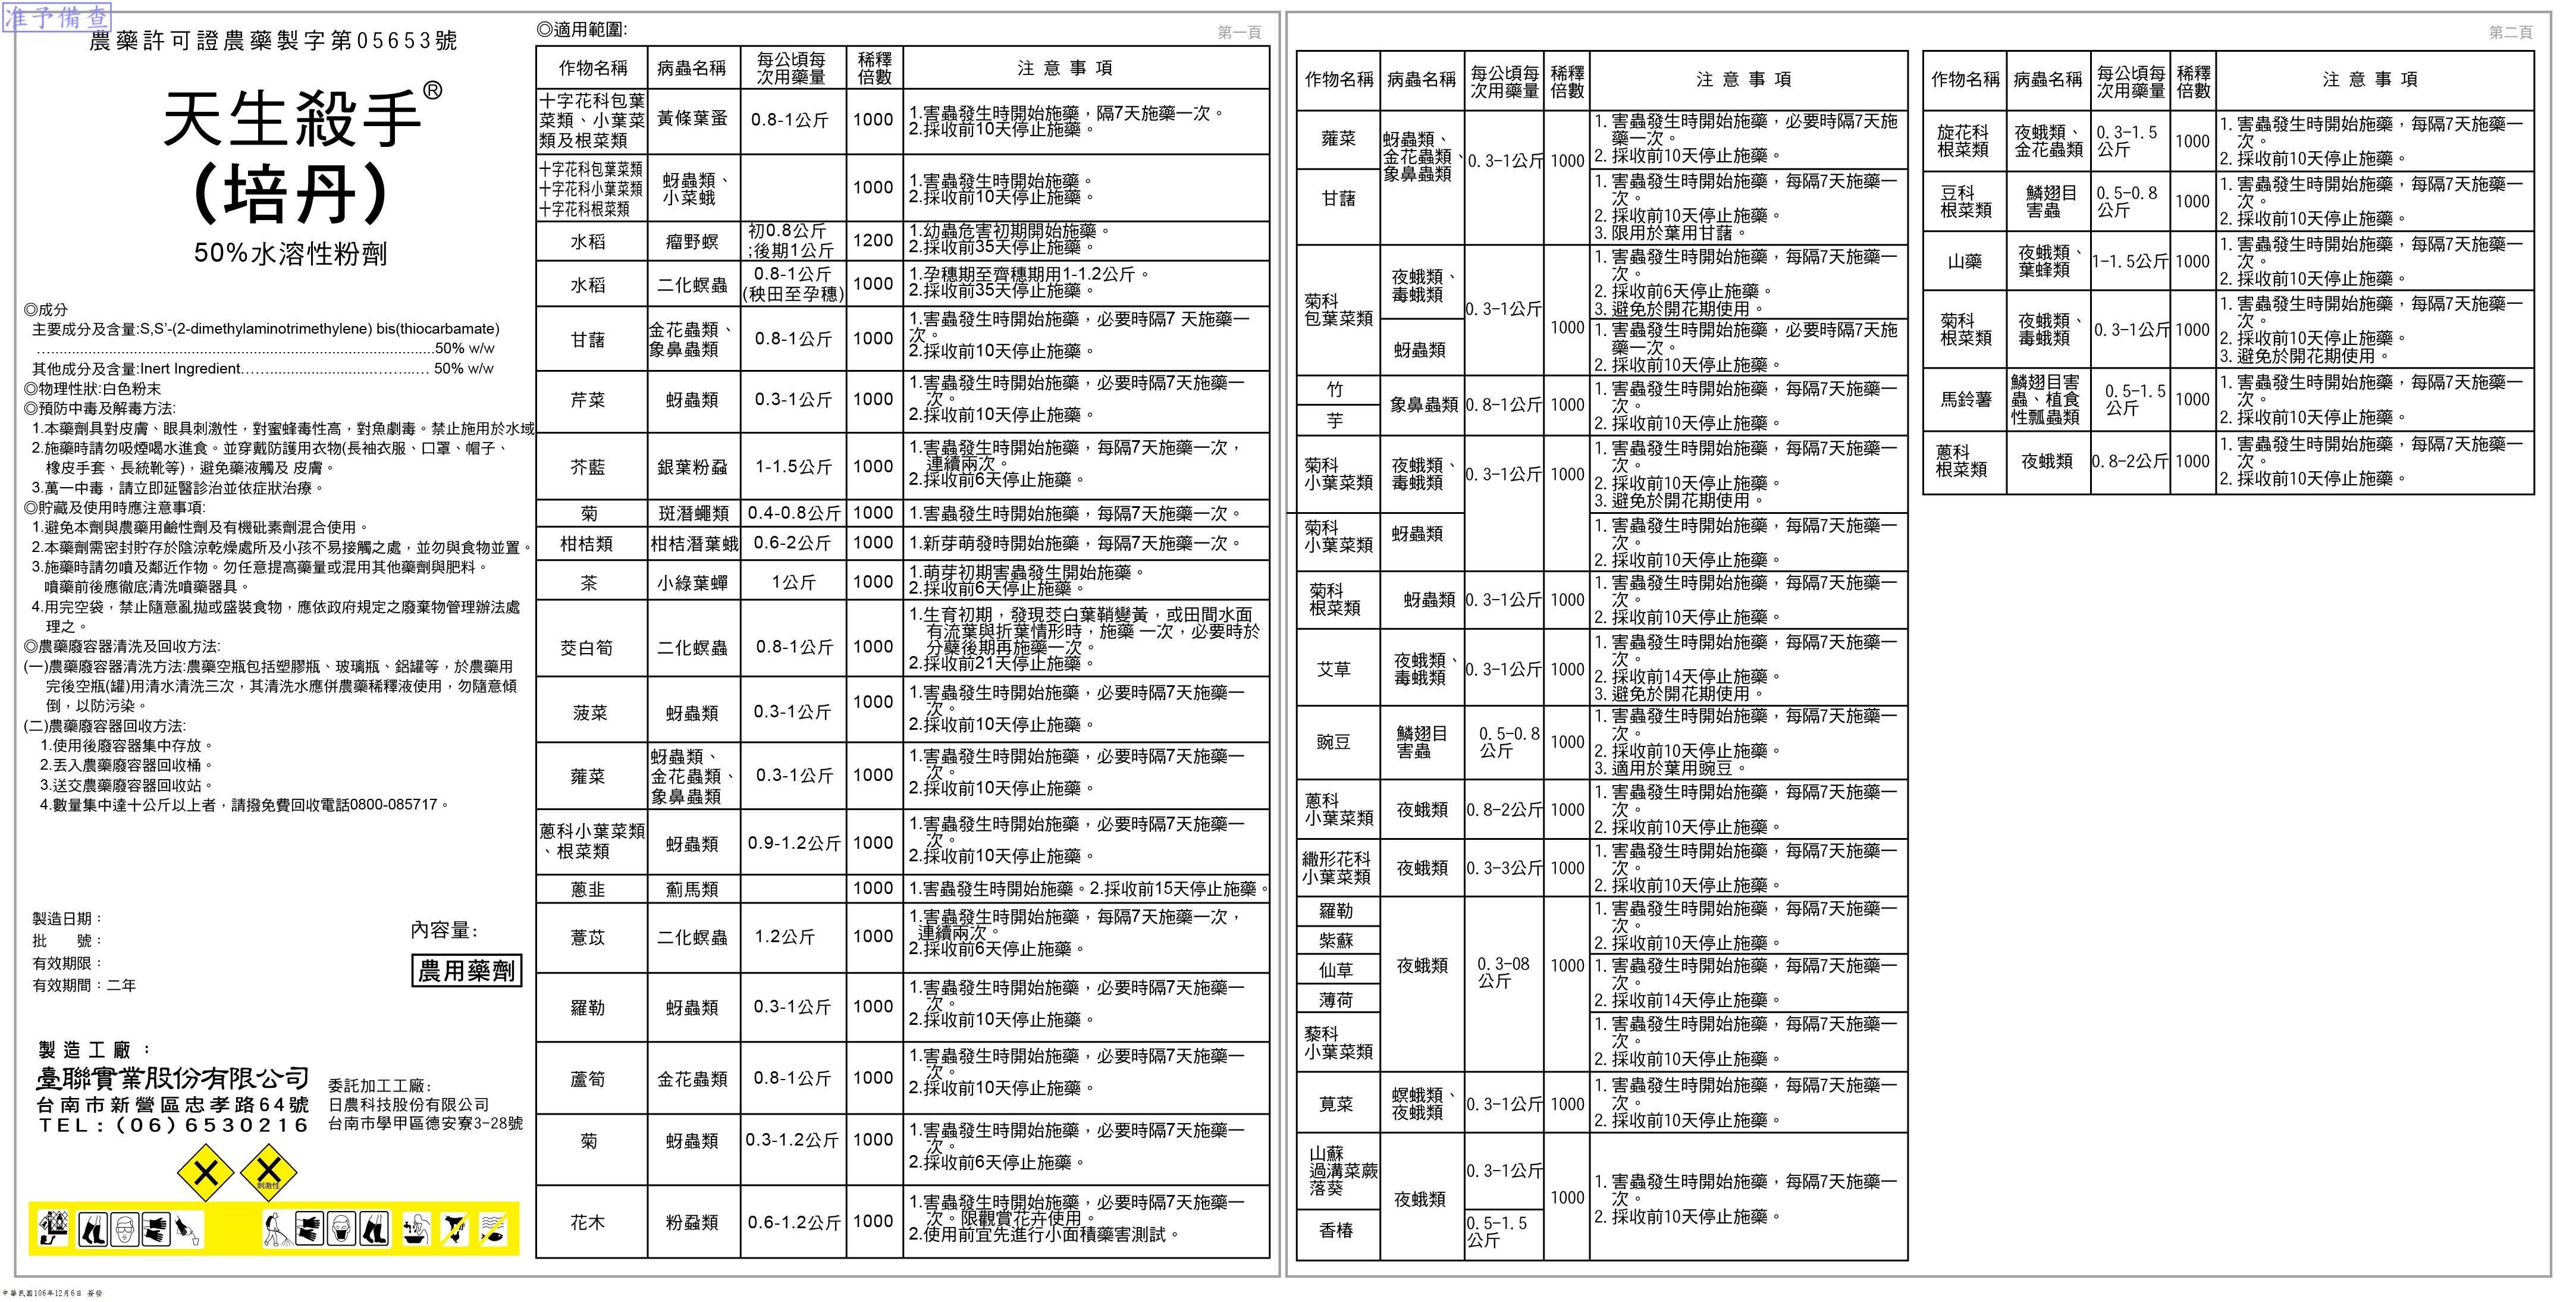 准予備查
農藥許可證農藥製字第05653號
天生殺手®
(培丹)
50%水溶性粉劑
◎成分
主要成分及含量:S,S'-(2-dimethylaminotrimethylene) bis(thiocarbamate)
......................................................................................50% w/w
其他成分及含量:Inert Ingredient........................................ 50% w/w
◎物理性狀:白色粉末
◎預防中毒及解毒方法:
1.本藥劑具對皮膚、眼具刺激性，對蜜蜂毒性高，對魚劇毒。禁止施用於水域
2.施藥時請勿吸煙喝水進食。並穿戴防護用衣物(長袖衣服、口罩、帽子、
橡皮手套、長統靴等)，避免藥液觸及 皮膚。
3.萬一中毒，請立即延醫診治並依症狀治療。
◎貯藏及使用時應注意事項:
1.避免本劑與農藥用鹼性劑及有機砒素劑混合使用。
2.本藥劑需密封貯存於陰涼乾燥處所及小孩不易接觸之處，並勿與食物並置。
3.施藥時請勿噴及鄰近作物。勿任意提高藥量或混用其他藥劑與肥料。
噴藥前後應徹底清洗噴藥器具。
4.用完空袋，禁止隨意亂拋或盛裝食物，應依政府規定之廢棄物管理辦法處
理之。
◎農藥廢容器清洗及回收方法:
(一)農藥廢容器清洗方法:農藥空瓶包括塑膠瓶、玻璃瓶、鋁罐等，於農藥用
完後空瓶(罐)用清水清洗三次，其清洗水應併農藥稀釋液使用，勿隨意傾
倒，以防污染。
(二)農藥廢容器回收方法:
1.使用後廢容器集中存放。
2.丟入農藥廢容器回收桶。
3.送交農藥廢容器回收站。
4.數量集中達十公斤以上者，請撥免費回收電話0800-085717。
製造日期：
批　　號：
有效期限：
有效期間：二年
內容量:
農用藥劑
製造工廠：
臺聯實業股份有限公司
台南市新營區忠孝路64號
TEL:(06)6530216
委託加工工廠:
日農科技股份有限公司
台南市學甲區德安寮3-28號
刺激性
◎適用範圍:
第一頁
作物名稱 病蟲名稱 每公頃每次用藥量 稀釋倍數 注意事項
十字花科包葉菜類、小葉菜類及根菜類 黃條葉蚤 0.8-1公斤 1000
1.害蟲發生時開始施藥，隔7天施藥一次。
2.採收前10天停止施藥。
十字花科包葉菜類
十字花科小葉菜類
十字花科根菜類
蚜蟲類、小菜蛾 1000
1.害蟲發生時開始施藥。
2.採收前10天停止施藥。
水稻 瘤野螟 初0.8公斤;後期1公斤 1200
1.幼蟲危害初期開始施藥。
2.採收前35天停止施藥。
水稻 二化螟蟲 0.8-1公斤(秧田至孕穗) 1000
1.孕穗期至齊穗期用1-1.2公斤。
2.採收前35天停止施藥。
甘藷 金花蟲類、象鼻蟲類 0.8-1公斤 1000
1.害蟲發生時開始施藥，必要時隔7 天施藥一次。
2.採收前10天停止施藥。
芹菜 蚜蟲類 0.3-1公斤 1000
1.害蟲發生時開始施藥，必要時隔7天施藥一次。
2.採收前10天停止施藥。
芥藍 銀葉粉蝨 1-1.5公斤 1000
1.害蟲發生時開始施藥，每隔7天施藥一次，連續兩次。
2.採收前6天停止施藥。
菊 斑潛蠅類 0.4-0.8公斤 1000 1.害蟲發生時開始施藥，每隔7天施藥一次。
柑桔類 柑桔潛葉蛾 0.6-2公斤 1000 1.新芽萌發時開始施藥，每隔7天施藥一次。
茶 小綠葉蟬 1公斤 1000
1.萌芽初期害蟲發生開始施藥。
2.採收前6天停止施藥。
茭白筍 二化螟蟲 0.8-1公斤 1000
1.生育初期，發現茭白葉鞘變黃，或田間水面
有流葉與折葉情形時，施藥 一次，必要時於
分蘗後期再施藥一次。
2.採收前21天停止施藥。
菠菜 蚜蟲類 0.3-1公斤 1000
1.害蟲發生時開始施藥，必要時隔7天施藥一次。
2.採收前10天停止施藥。
蕹菜 蚜蟲類、金花蟲類、象鼻蟲類 0.3-1公斤 1000
1.害蟲發生時開始施藥，必要時隔7天施藥一次。
2.採收前10天停止施藥。
蔥科小葉菜類、根菜類 蚜蟲類 0.9-1.2公斤 1000
1.害蟲發生時開始施藥，必要時隔7天施藥一次。
2.採收前10天停止施藥。
蔥韭 薊馬類 1000 1.害蟲發生時開始施藥。2.採收前15天停止施藥。
薏苡 二化螟蟲 1.2公斤 1000
1.害蟲發生時開始施藥，每隔7天施藥一次，連續兩次。
2.採收前6天停止施藥。
羅勒 蚜蟲類 0.3-1公斤 1000
1.害蟲發生時開始施藥，必要時隔7天施藥一次。
2.採收前10天停止施藥。
蘆筍 金花蟲類 0.8-1公斤 1000
1.害蟲發生時開始施藥，必要時隔7天施藥一次。
2.採收前10天停止施藥。
菊 蚜蟲類 0.3-1.2公斤 1000
1.害蟲發生時開始施藥，必要時隔7天施藥一次。
2.採收前6天停止施藥。
花木 粉蝨類 0.6-1.2公斤 1000
1.害蟲發生時開始施藥，必要時隔7天施藥一次。限觀賞花卉使用。
2.使用前宜先進行小面積藥害測試。
第二頁
作物名稱 病蟲名稱 每公頃每次用藥量 稀釋倍數 注意事項
蕹菜 蚜蟲類、金花蟲類、象鼻蟲類 0.3-1公斤 1000
1. 害蟲發生時開始施藥，必要時隔7天施藥一次。
2. 採收前10天停止施藥。
甘藷
1. 害蟲發生時開始施藥，每隔7天施藥一次。
2. 採收前10天停止施藥。
3. 限用於葉用甘藷。
菊科包葉菜類 夜蛾類、毒蛾類 0.3-1公斤 1000
1. 害蟲發生時開始施藥，每隔7天施藥一次。
2. 採收前6天停止施藥。
3. 避免於開花期使用。
蚜蟲類
1. 害蟲發生時開始施藥，必要時隔7天施藥一次。
2. 採收前10天停止施藥。
竹
芋
象鼻蟲類 0.8-1公斤 1000
1. 害蟲發生時開始施藥，每隔7天施藥一次。
2. 採收前10天停止施藥。
菊科小葉菜類 夜蛾類、毒蛾類 0.3-1公斤 1000
1. 害蟲發生時開始施藥，每隔7天施藥一次。
2. 採收前10天停止施藥。
3. 避免於開花期使用。
菊科小葉菜類 蚜蟲類
1. 害蟲發生時開始施藥，每隔7天施藥一次。
2. 採收前10天停止施藥。
菊科根菜類 蚜蟲類 0.3-1公斤 1000
1. 害蟲發生時開始施藥，每隔7天施藥一次。
2. 採收前10天停止施藥。
艾草 夜蛾類、毒蛾類 0.3-1公斤 1000
1. 害蟲發生時開始施藥，每隔7天施藥一次。
2. 採收前14天停止施藥。
3. 避免於開花期使用。
豌豆 鱗翅目害蟲 0.5-0.8公斤 1000
1. 害蟲發生時開始施藥，每隔7天施藥一次。
2. 採收前10天停止施藥。
3. 適用於葉用豌豆。
蔥科小葉菜類 夜蛾類 0.8-2公斤 1000
1. 害蟲發生時開始施藥，每隔7天施藥一次。
2. 採收前10天停止施藥。
繖形花科小葉菜類 夜蛾類 0.3-3公斤 1000
1. 害蟲發生時開始施藥，每隔7天施藥一次。
2. 採收前10天停止施藥。
羅勒
紫蘇
夜蛾類 0.3-08公斤 1000
1. 害蟲發生時開始施藥，每隔7天施藥一次。
2. 採收前10天停止施藥。
仙草
薄荷
1. 害蟲發生時開始施藥，每隔7天施藥一次。
2. 採收前14天停止施藥。
藜科小葉菜類
1. 害蟲發生時開始施藥，每隔7天施藥一次。
2. 採收前10天停止施藥。
莧菜 螟蛾類、夜蛾類 0.3-1公斤 1000
1. 害蟲發生時開始施藥，每隔7天施藥一次。
2. 採收前10天停止施藥。
山蘇
過溝菜蕨
落葵
夜蛾類 0.3-1公斤 1000
1. 害蟲發生時開始施藥，每隔7天施藥一次。
2. 採收前10天停止施藥。
香椿 0.5-1.5公斤
作物名稱 病蟲名稱 每公頃每次用藥量 稀釋倍數 注意事項
旋花科根菜類 夜蛾類、金花蟲類 0.3-1.5公斤 1000
1. 害蟲發生時開始施藥，每隔7天施藥一次。
2. 採收前10天停止施藥。
豆科根菜類 鱗翅目害蟲 0.5-0.8公斤 1000
1. 害蟲發生時開始施藥，每隔7天施藥一次。
2. 採收前10天停止施藥。
山藥 夜蛾類、葉蜂類 1-1.5公斤 1000
1. 害蟲發生時開始施藥，每隔7天施藥一次。
2. 採收前10天停止施藥。
菊科根菜類 夜蛾類、毒蛾類 0.3-1公斤 1000
1. 害蟲發生時開始施藥，每隔7天施藥一次。
2. 採收前10天停止施藥。
3. 避免於開花期使用。
馬鈴薯 鱗翅目害蟲、植食性瓢蟲類 0.5-1.5公斤 1000
1. 害蟲發生時開始施藥，每隔7天施藥一次。
2. 採收前10天停止施藥。
蔥科根菜類 夜蛾類 0.8-2公斤 1000
1. 害蟲發生時開始施藥，每隔7天施藥一次。
2. 採收前10天停止施藥。
中華民國106年12月6日 簽發